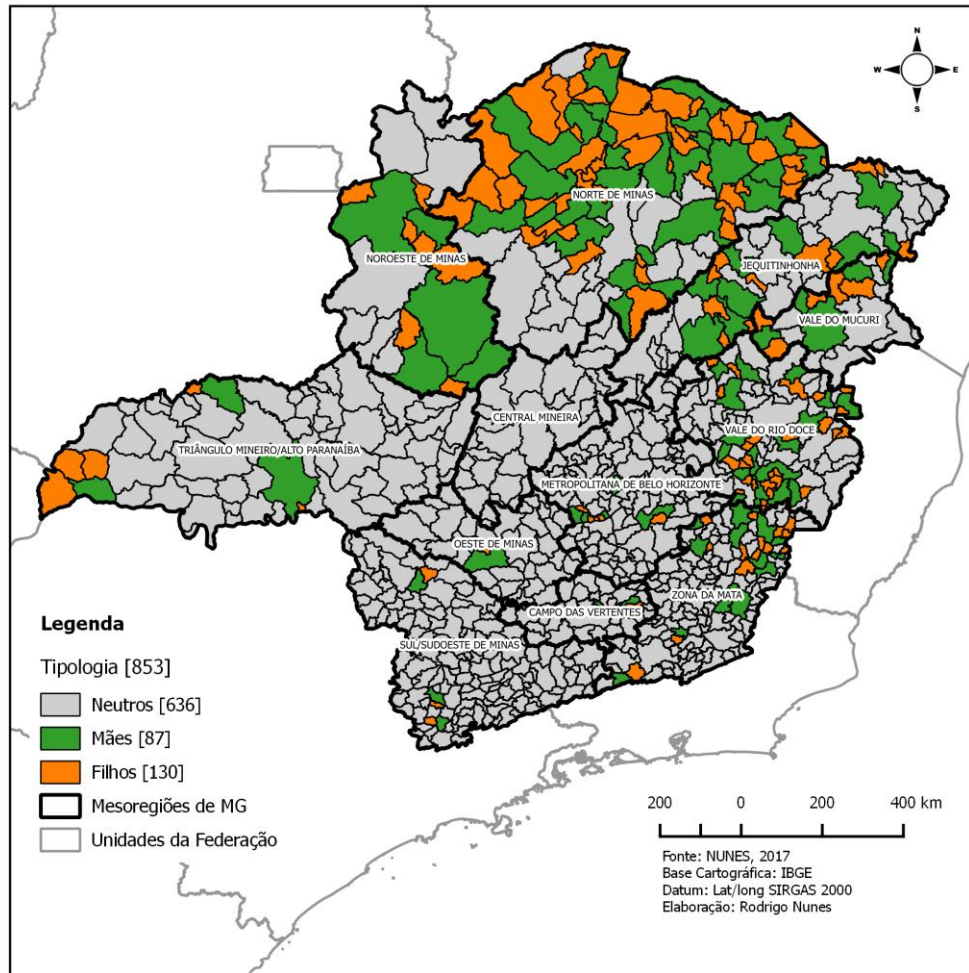 N
W E
S
NORTE DE MINAS
NOROESTE DE MINAS
JEQUITINHONHA
VALE DO MUCURI
CENTRAL MINEIRA
VALE DO RIO DOCE
TRIÂNGULO MINEIRO/ALTO PARANAÍBA
METROPOLITANA DE BELO HORIZONTE
OESTE DE MINAS
ZONA DA MATA
CAMPO DAS VERTENTES
SUL/SUDOESTE DE MINAS
Legenda
Tipologia [853]
Neutros [636]
Mães [87]
Filhos [130]
Mesoregiões de MG
Unidades da Federação
200 0 200 400 km
Fonte: NUNES, 2017
Base Cartográfica: IBGE
Datum: Lat/long SIRGAS 2000
Elaboração: Rodrigo Nunes